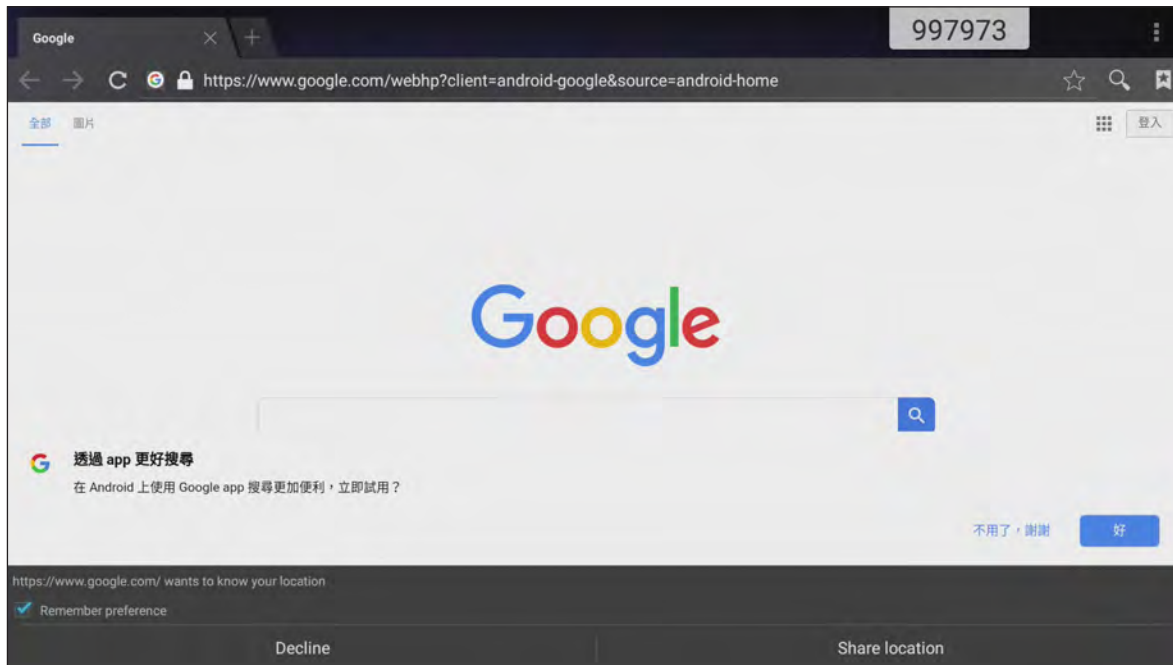 Google
997973
https://www.google.com/webhp?client=android-google&source=android-home
全部 圖片
登入
Google
透過 app 更好搜尋
在 Android 上使用 Google app 搜尋更加便利，立即試用？
不用了，謝謝 好
https://www.google.com/ wants to know your location
Remember preference
Decline Share location